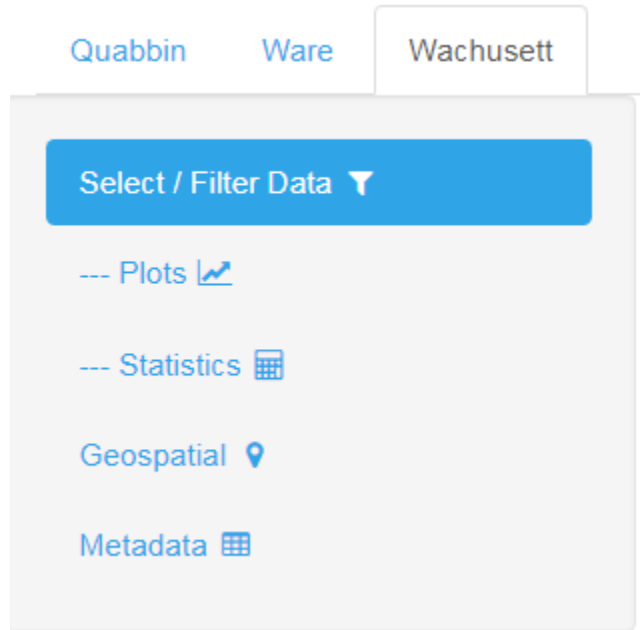 Quabbin Ware Wachusett
Select / Filter Data
--- Plots
--- Statistics
Geospatial
Metadata